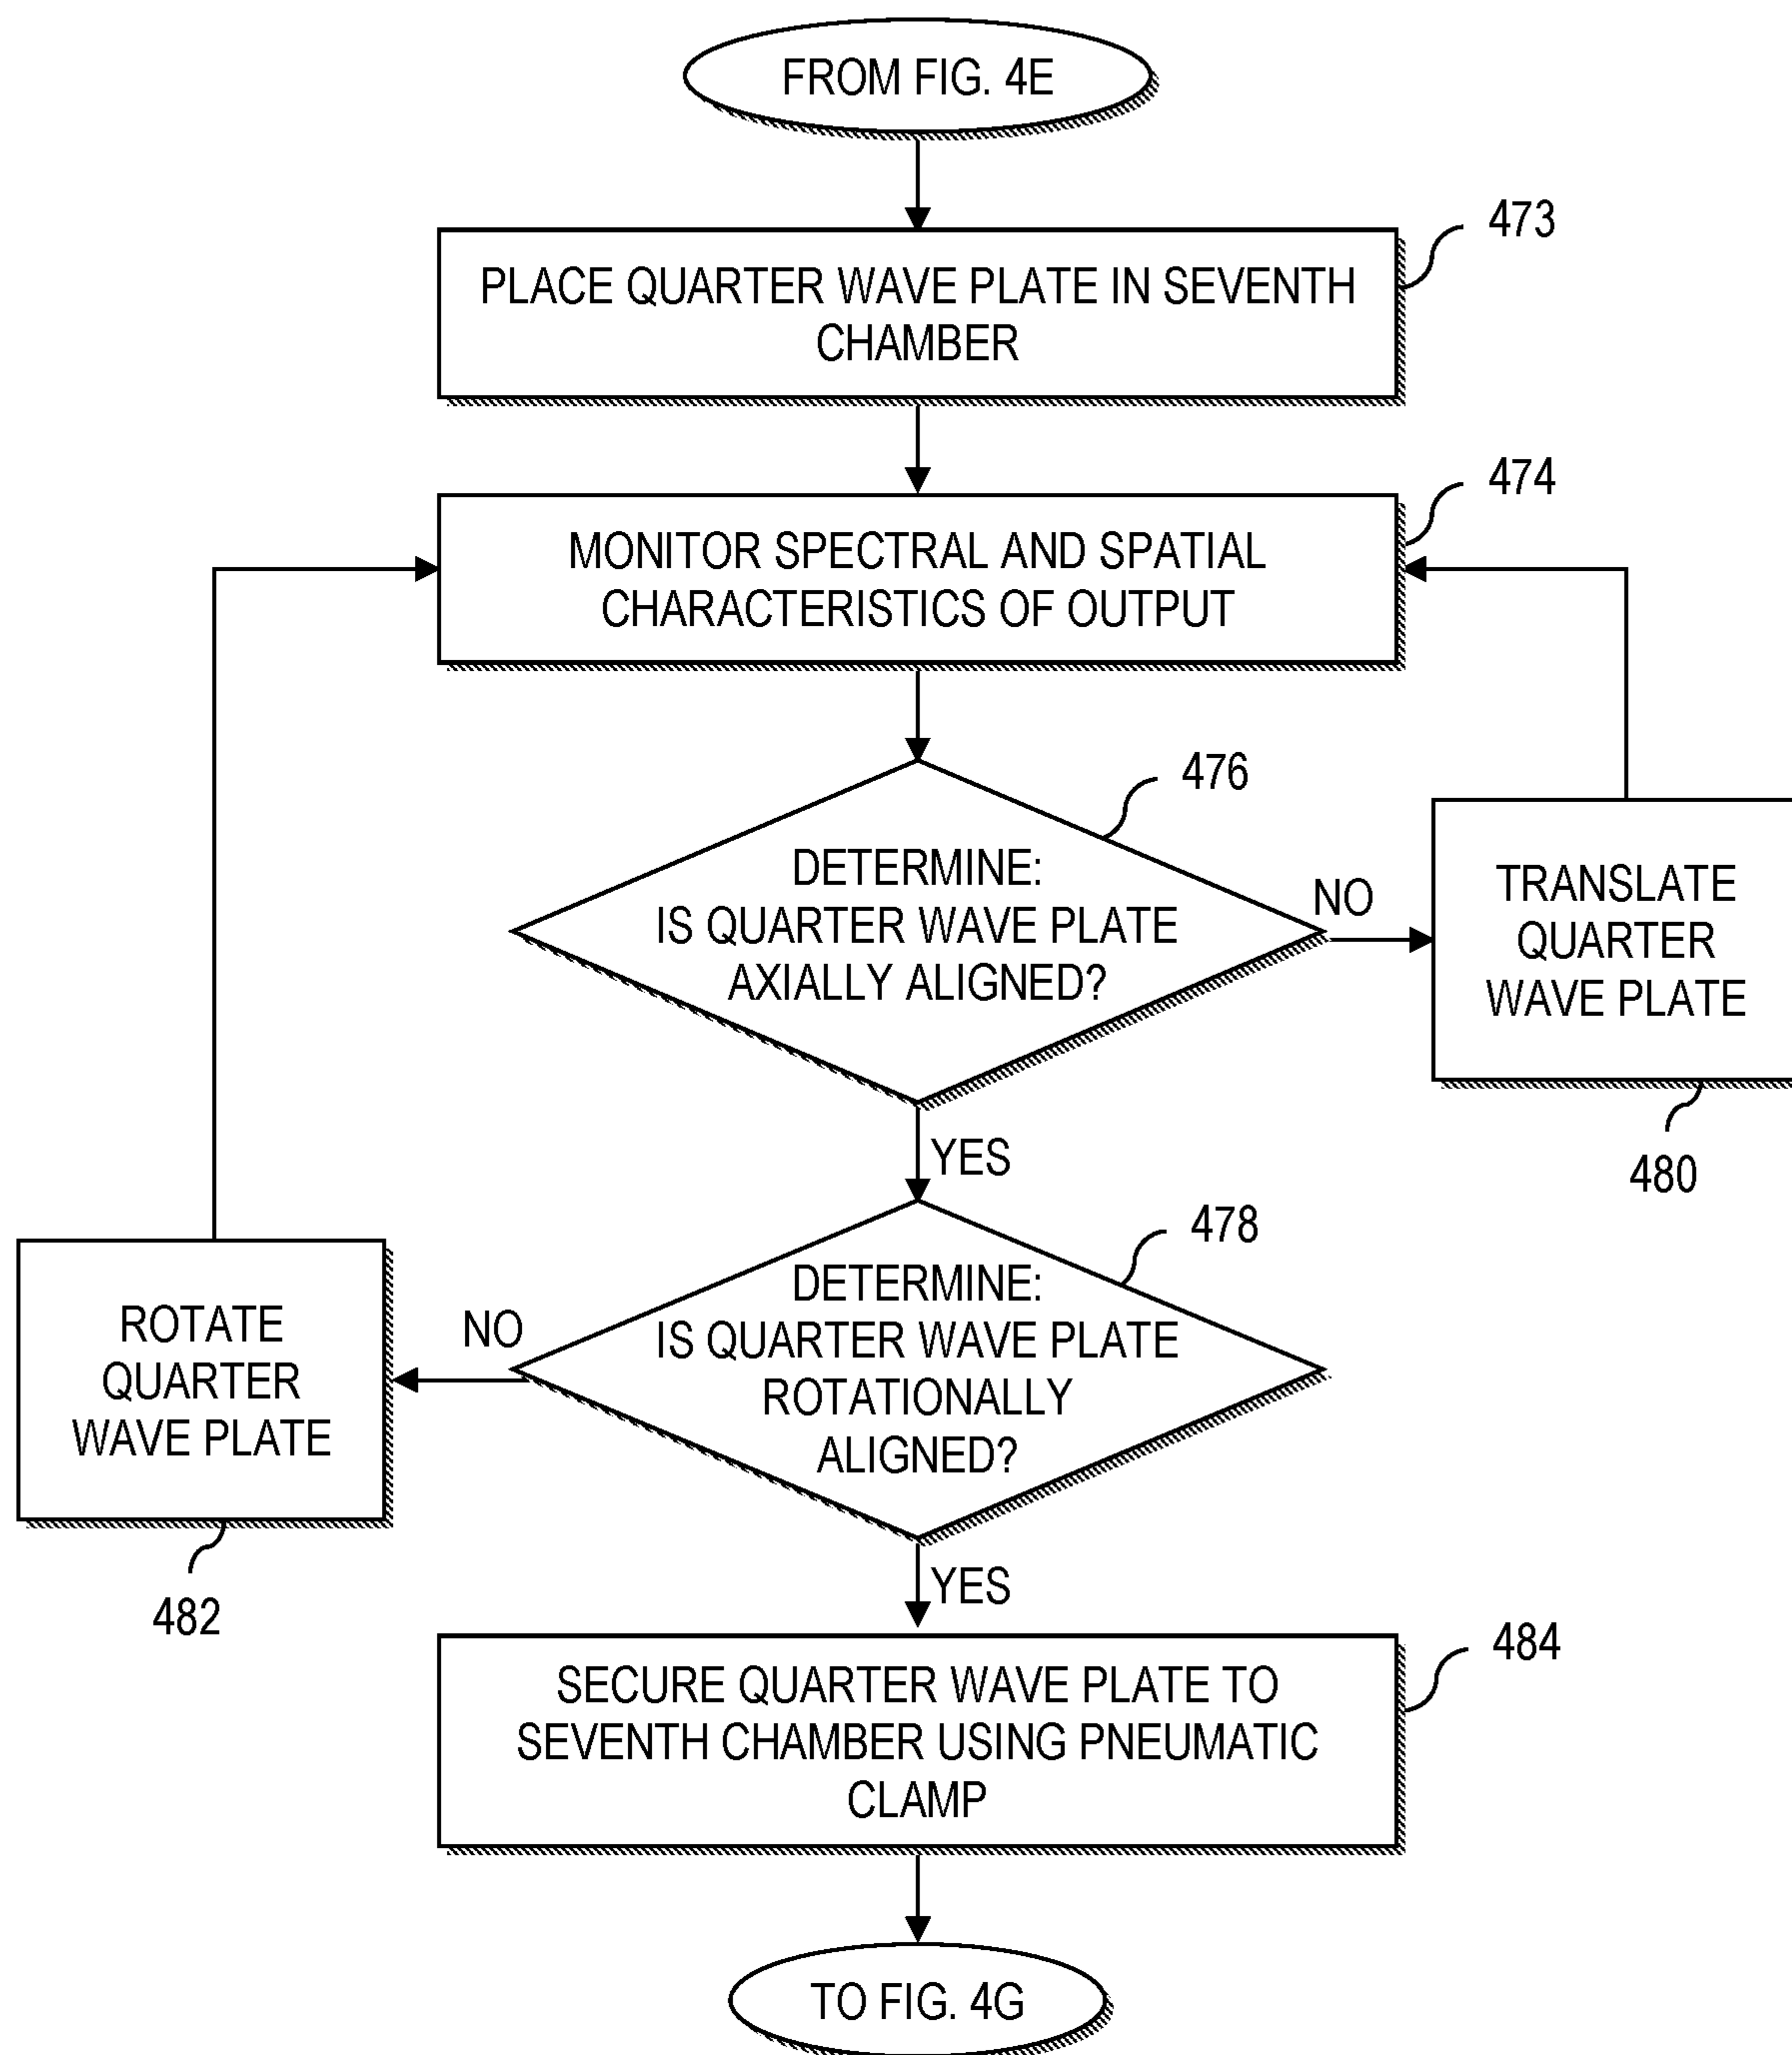 FROM FIG. 4E
473
PLACE QUARTER WAVE PLATE IN SEVENTH
CHAMBER
474
MONITOR SPECTRAL AND SPATIAL
CHARACTERISTICS OF OUTPUT
476
DETERMINE:
IS QUARTER WAVE PLATE
AXIALLY ALIGNED?
NO
TRANSLATE
QUARTER
WAVE PLATE
480
YES
478
DETERMINE:
IS QUARTER WAVE PLATE
ROTATIONALLY
ALIGNED?
NO
ROTATE
QUARTER
WAVE PLATE
482
YES
484
SECURE QUARTER WAVE PLATE TO
SEVENTH CHAMBER USING PNEUMATIC
CLAMP
TO FIG. 4G